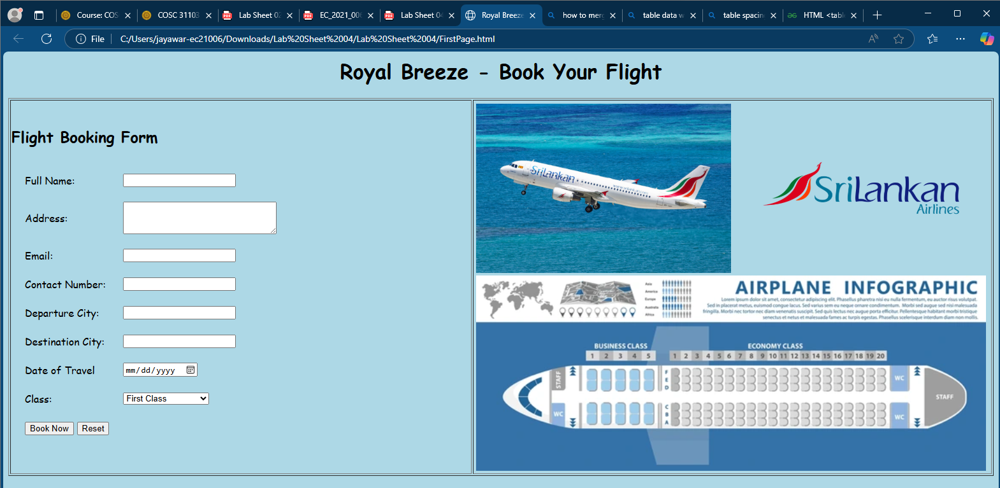 Course: COS
COSC 31103
Lab Sheet 02
EC_2021_006
Lab Sheet 04
Royal Breeze
how to mer
table data w
table spacin
HTML <tabl
File
C:/Users/jayawar-ec21006/Downloads/Lab%20Sheet%2004/Lab%20Sheet%2004/FirstPage.html
Royal Breeze - Book Your Flight
Flight Booking Form
Full Name:
Address:
Email:
Contact Number:
Departure City:
Destination City:
Date of Travel
mm/dd/yyyy
Class:
First Class
Book Now
Reset
SriLankan
www.srilankan.com
SriLankan
Airlines
Asia
America
Europe
Australia
Africa
AIRPLANE INFOGRAPHIC
Lorem ipsum dolor sit amet, consectetur adipiscing elit. Phasellus pharetra nisi eu nulla fermentum, eu auctor risus volutpat.
Sed in placerat metus, euismod congue lacus. Sed varius sem eu neque ornare condimentum. Morbi sed augue sed nisi malesuada
fringilla. Morbi nec tortor nec diam venenatis suscipit. Sed quis lectus nec augue porta efficitur. Pellentesque habitant morbi tristique
senectus et netus et malesuada fames ac turpis egestas. Phasellus scelerisque interdum diam non mollis.
BUSINESS CLASS
ECONOMY CLASS
1 2 3 4 5
1 2 3 4 5 6 7 8 9 10 11 12 13 14 15 16 17 18 19 20
STAFF
F
E
D
WC
STAFF
WC
C
B
A
WC